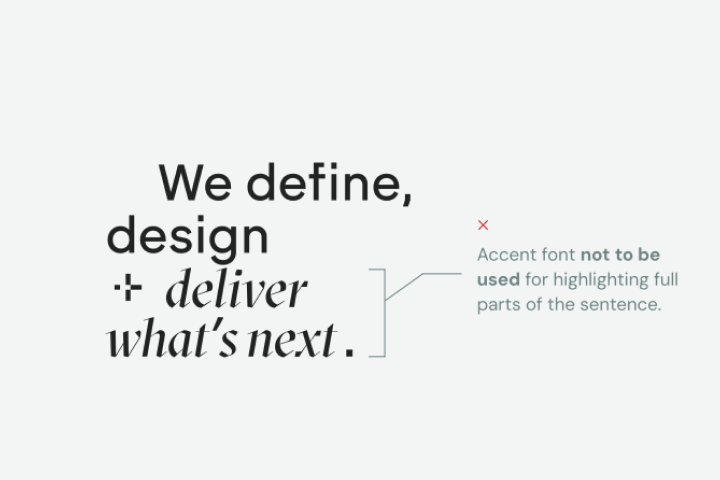 We define,
design
+ deliver
what's next.
×
Accent font not to be
used for highlighting full
parts of the sentence.